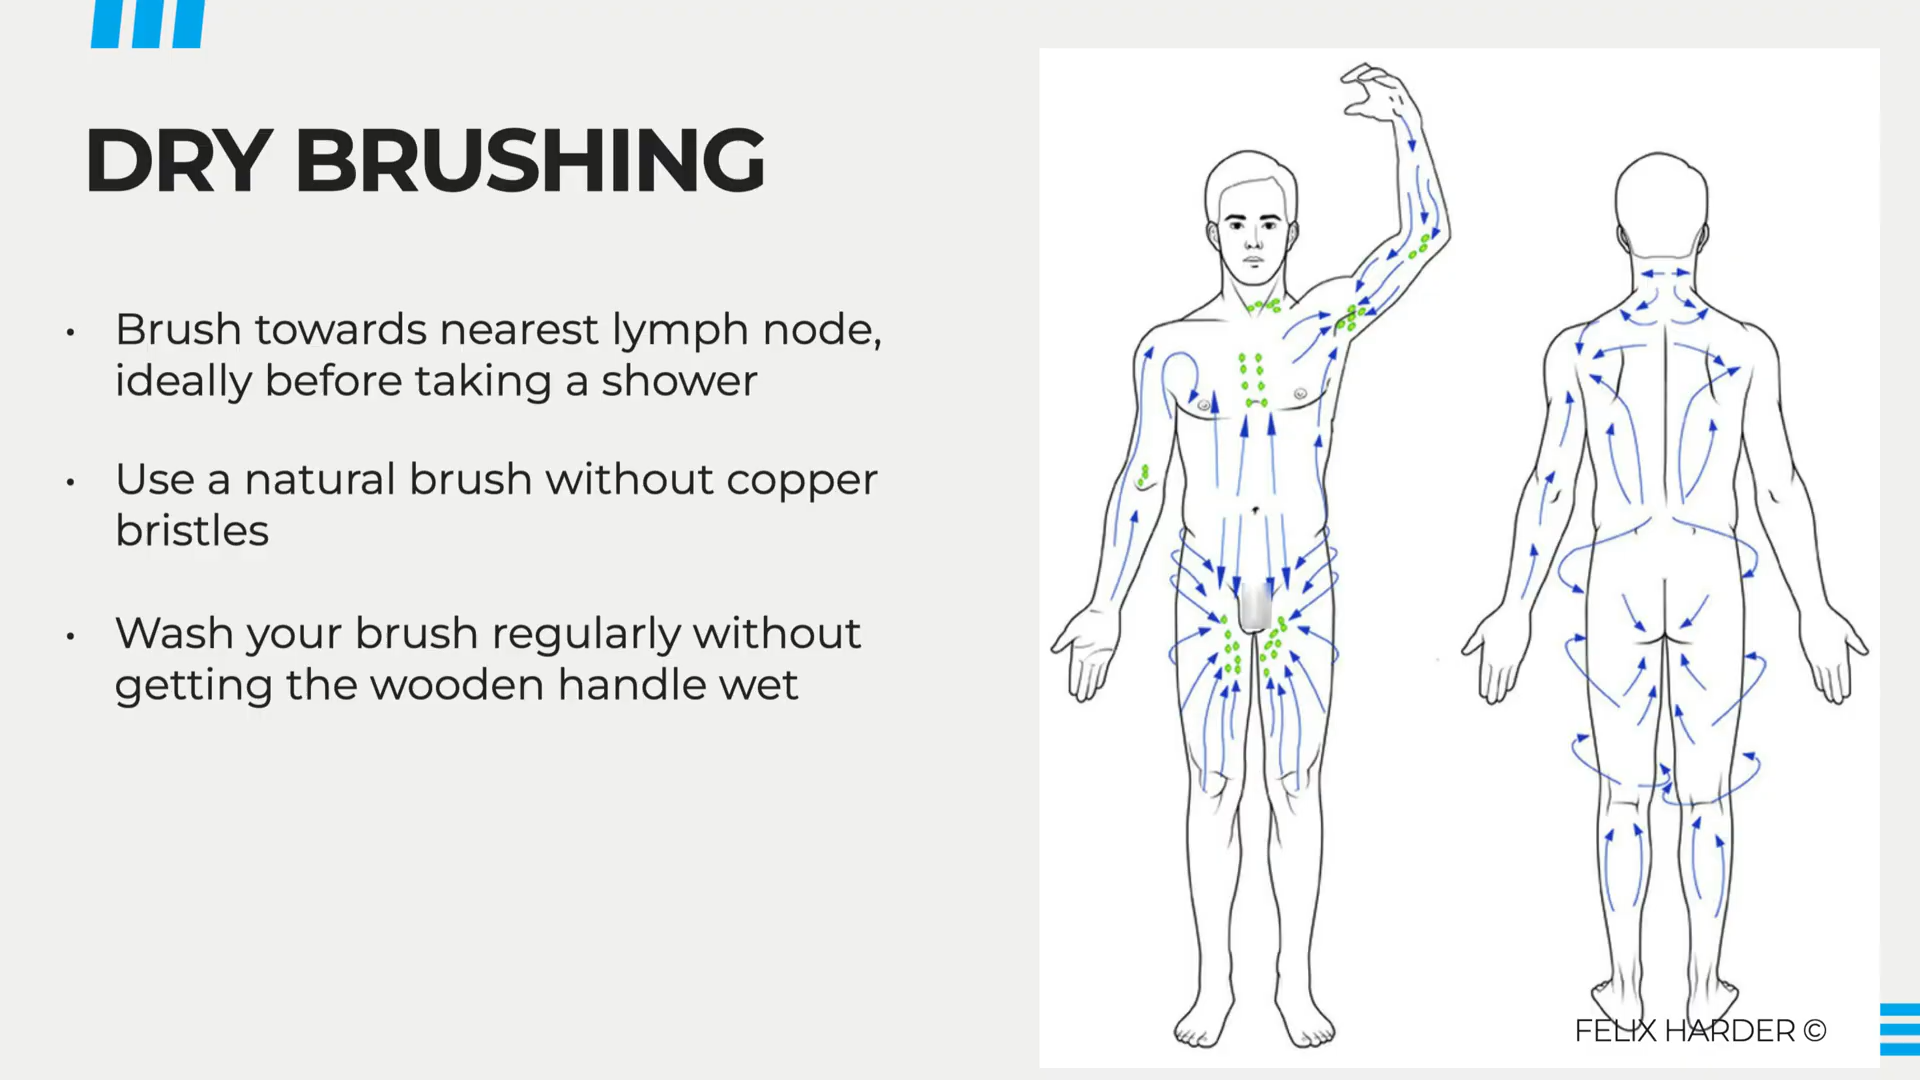 DRY BRUSHING
• Brush towards nearest lymph node,
ideally before taking a shower
• Use a natural brush without copper
bristles
• Wash your brush regularly without
getting the wooden handle wet
FELIX HARDER ©